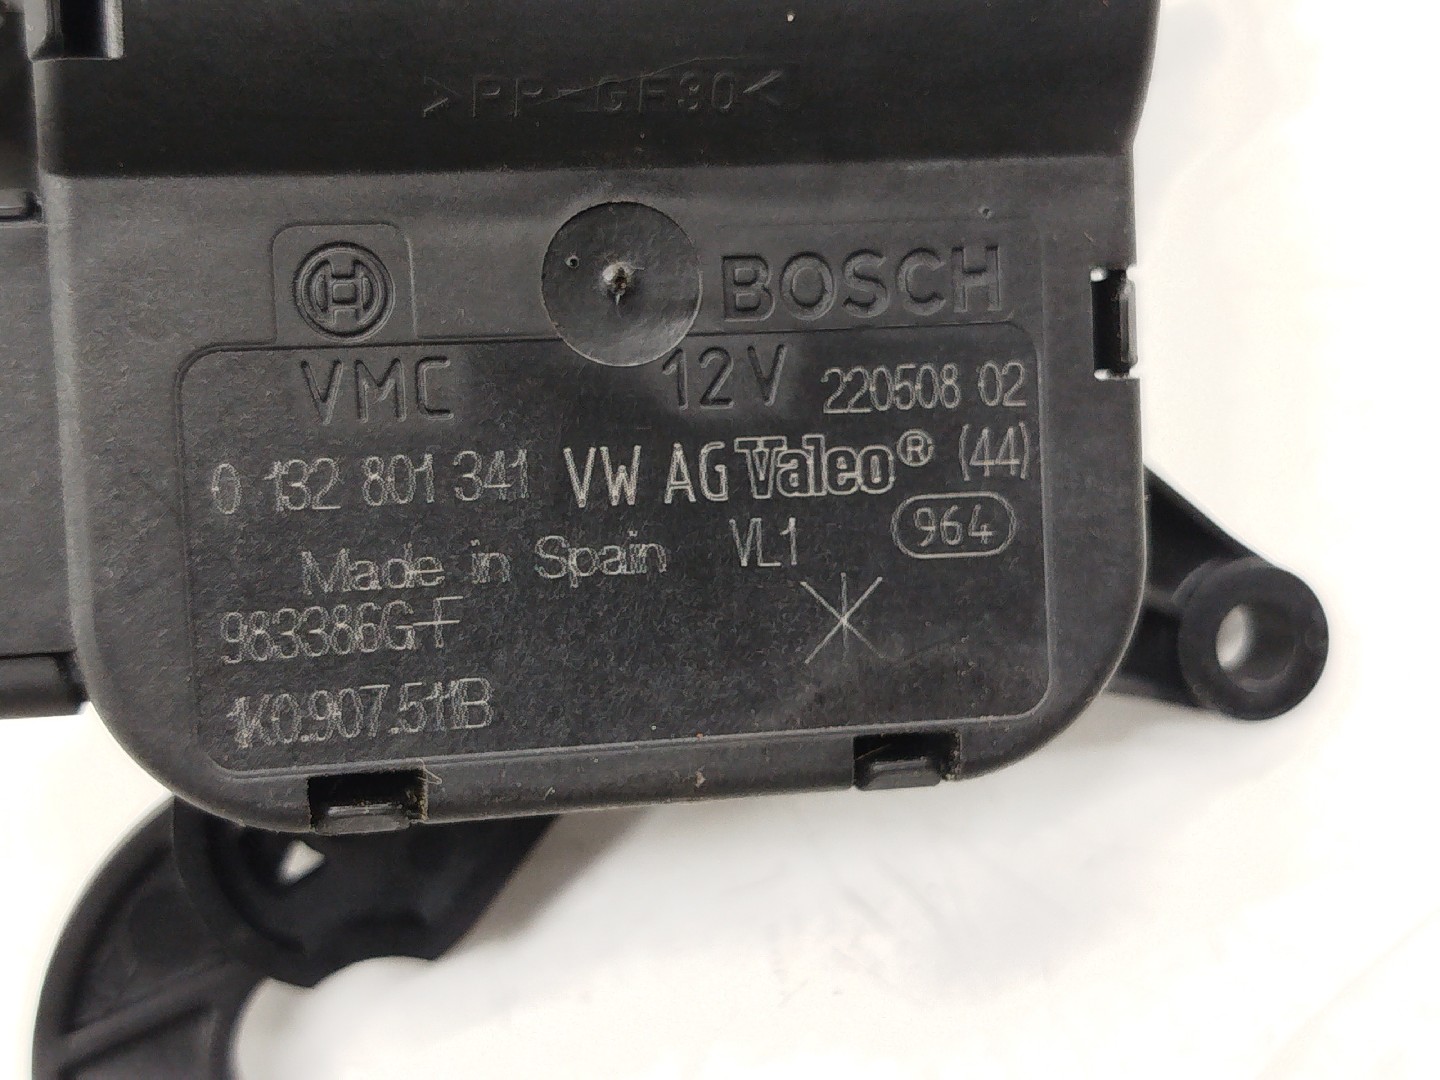 >PP-GF30<
BOSCH
VMC 12V 220508 02
0 132 801 341 VW AG Valeo® (44)
Made in Spain VL1 964
983386G-F
1K0.907.511B